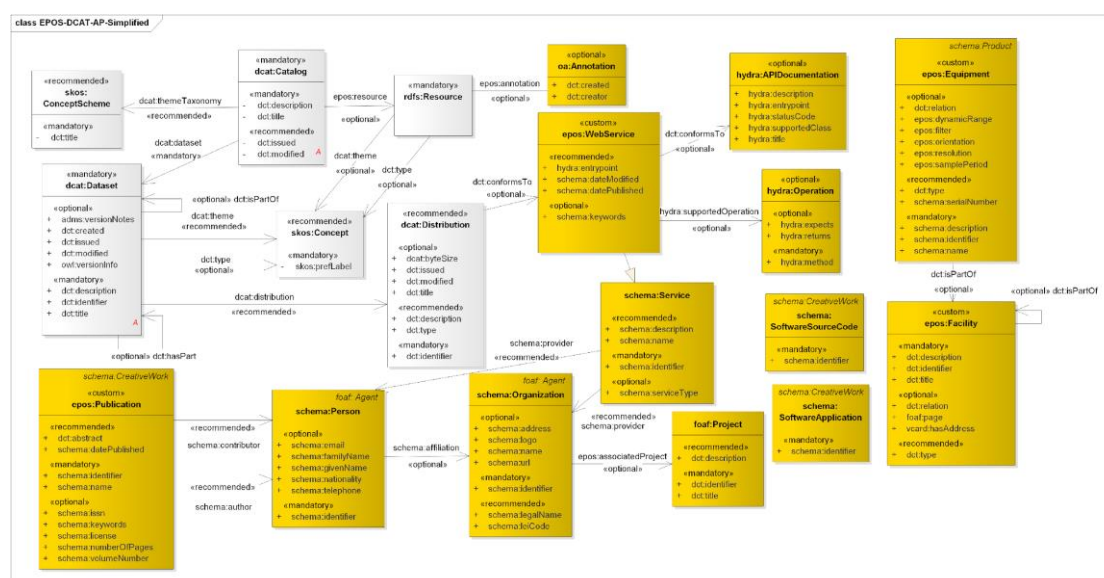 class EPOS-DCAT-AP-Simplified
«recommended»
skos:
ConceptScheme
«mandatory»
- dct:title
dcat:themeTaxonomy
«recommended»
«mandatory»
dcat:Catalog
«mandatory»
- dct:description
- dct:title
«recommended»
- dct:issued
- dct:modified
A
epos:resource
«optional»
«mandatory»
rdfs:Resource
epos:annotation
«optional»
«optional»
oa:Annotation
+ dct:created
+ dct:creator
dcat:dataset
«mandatory»
dcat:theme
«optional»
dct:type
«optional»
«mandatory»
dcat:Dataset
«optional»
+ adms:versionNotes
+ dct:created
+ dct:issued
+ dct:modified
+ owl:versionInfo
«mandatory»
+ dct:description
+ dct:identifier
+ dct:title
A
«optional» dct:isPartOf
dcat:theme
«recommended»
dct:type
«optional»
«recommended»
skos:Concept
«mandatory»
- skos:prefLabel
dcat:distribution
«recommended»
«optional» dct:hasPart
«recommended»
dcat:Distribution
«optional»
+ dcat:byteSize
+ dct:issued
+ dct:modified
+ dct:title
«recommended»
+ dct:description
+ dct:type
«mandatory»
+ dct:identifier
dct:conformsTo
«optional»
«custom»
epos:WebService
«recommended»
+ hydra:entrypoint
+ schema:dateModified
+ schema:datePublished
«optional»
+ schema:keywords
dct:conformsTo
«optional»
«optional»
hydra:APIDocumentation
+ hydra:description
+ hydra:entrypoint
+ hydra:statusCode
+ hydra:supportedClass
+ hydra:title
hydra:supportedOperation
«optional»
«optional»
hydra:Operation
«optional»
+ hydra:expects
+ hydra:returns
«mandatory»
+ hydra:method
schema:Product
«custom»
epos:Equipment
«optional»
+ dct:relation
+ epos:dynamicRange
+ epos:filter
+ epos:orientation
+ epos:resolution
+ epos:samplePeriod
«recommended»
+ dct:type
+ schema:serialNumber
«mandatory»
+ schema:description
+ schema:identifier
+ schema:name
dct:isPartOf
«optional»
«optional» dct:isPartOf
«custom»
epos:Facility
«mandatory»
+ dct:description
+ dct:identifier
+ dct:title
«optional»
+ dct:relation
+ foaf:page
+ vcard:hasAddress
«recommended»
+ dct:type
schema:Service
«recommended»
+ schema:description
+ schema:name
«mandatory»
+ schema:identifier
«optional»
+ schema:serviceType
schema:provider
«recommended»
«recommended»
schema:provider
schema:CreativeWork
schema:
SoftwareSourceCode
«mandatory»
+ schema:identifier
schema:CreativeWork
schema:
SoftwareApplication
«mandatory»
+ schema:identifier
schema:CreativeWork
«custom»
epos:Publication
«recommended»
+ dct:abstract
+ schema:datePublished
«mandatory»
+ schema:identifier
+ schema:name
«optional»
+ schema:issn
+ schema:keywords
+ schema:license
+ schema:numberOfPages
+ schema:volumeNumber
«recommended»
schema:contributor
«recommended»
schema:author
foaf: Agent
schema:Person
«optional»
+ schema:email
+ schema:familyName
+ schema:givenName
+ schema:nationality
+ schema:telephone
«mandatory»
+ schema:identifier
schema:affiliation
«optional»
foaf: Agent
schema:Organization
«optional»
+ schema:address
+ schema:logo
+ schema:name
+ schema:url
«mandatory»
+ schema:identifier
«recommended»
+ schema:legalName
+ schema:leiCode
epos:associatedProject
«optional»
foaf:Project
«recommended»
+ dct:description
«mandatory»
+ dct:identifier
+ dct:title